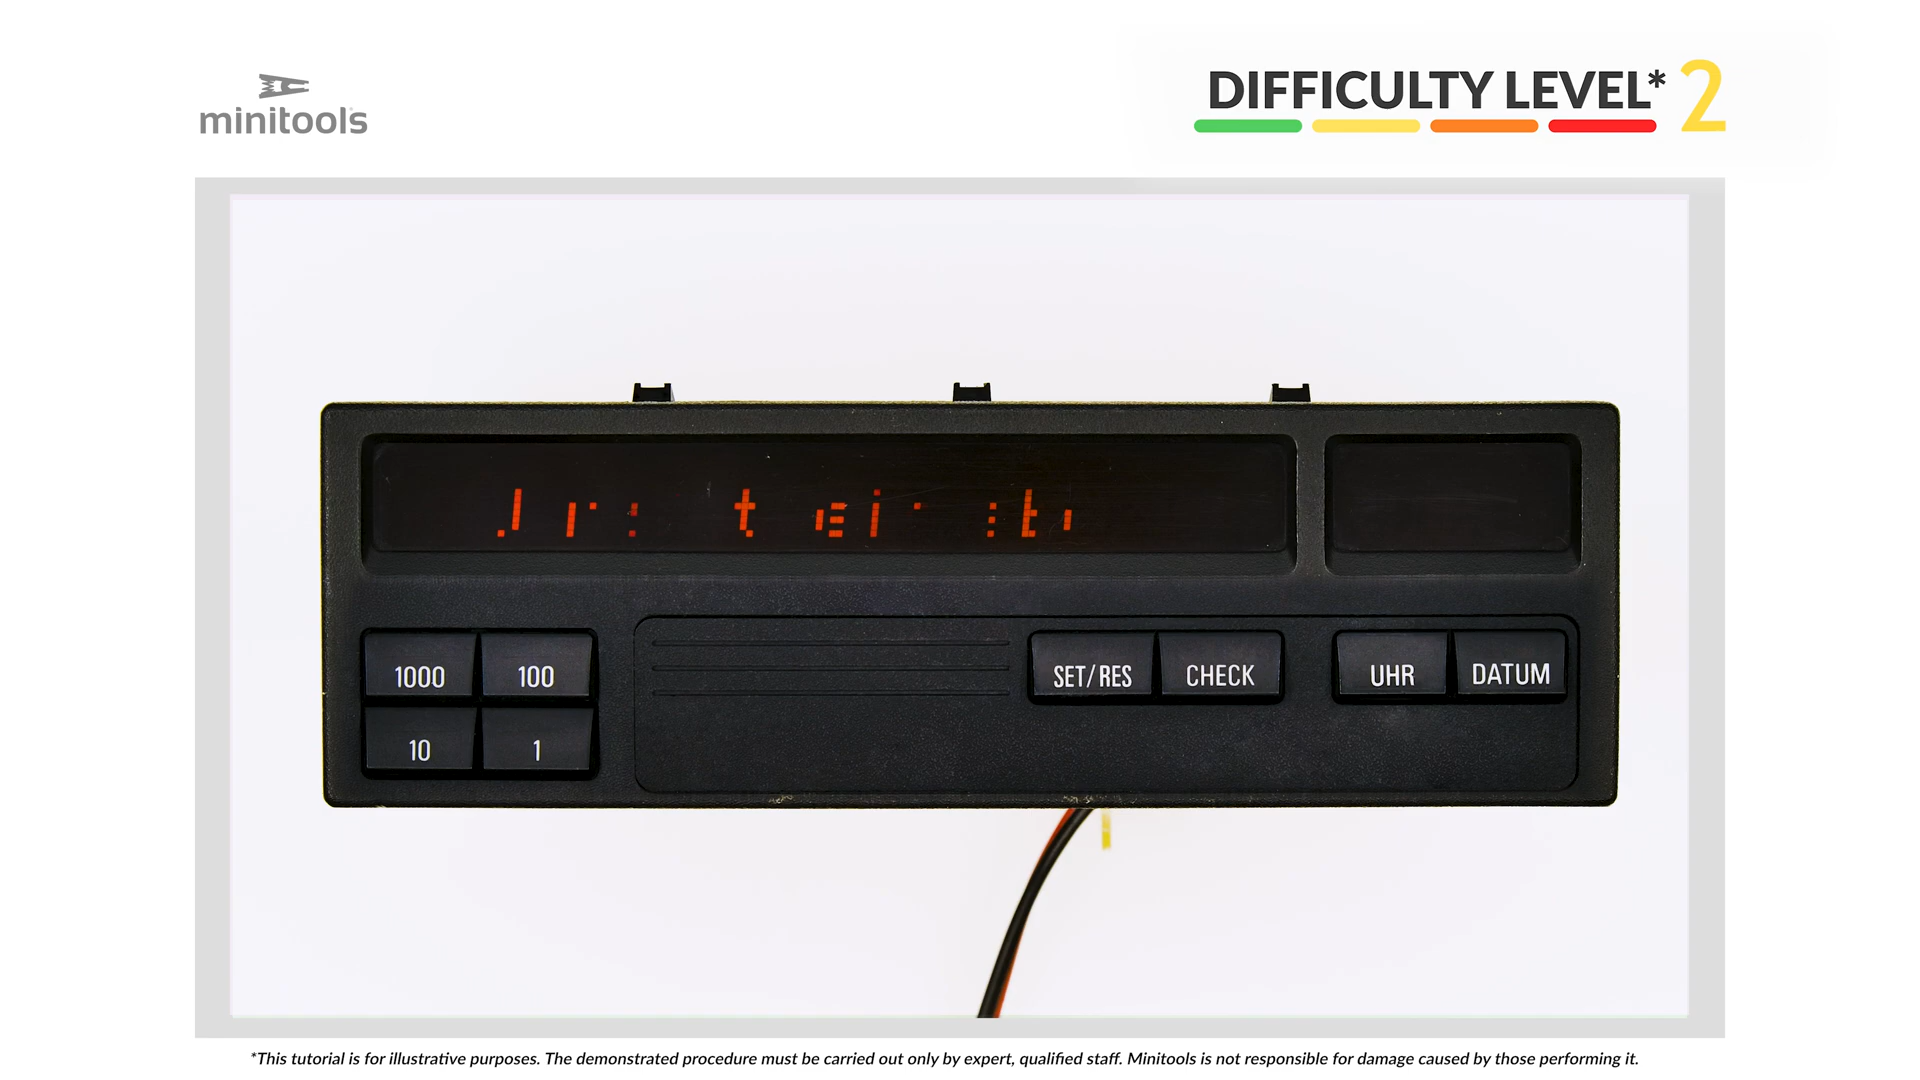 minitools
DIFFICULTY LEVEL* 2
1000 100
SET/RES CHECK UHR DATUM
10 1
*This tutorial is for illustrative purposes. The demonstrated procedure must be carried out only by expert, qualified staff. Minitools is not responsible for damage caused by those performing it.